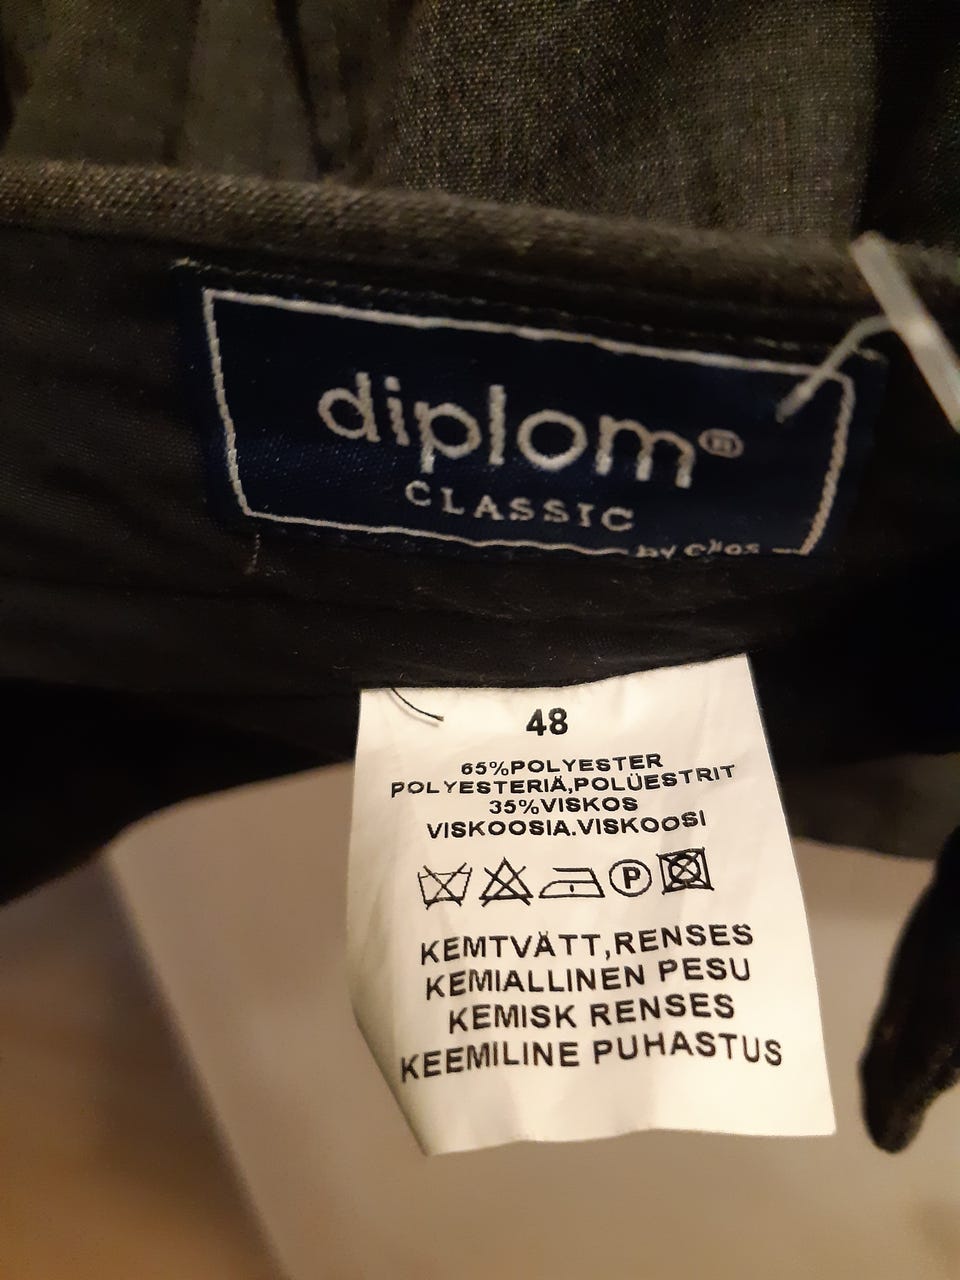 diplom®
CLASSIC
48
65%POLYESTER
POLYESTERIÄ,POLÜESTRIT
35%VISKOS
VISKOOSIA.VISKOOSI
P
KEMTVÄTT,RENSES
KEMIALLINEN PESU
KEMISK RENSES
KEEMILINE PUHASTUS